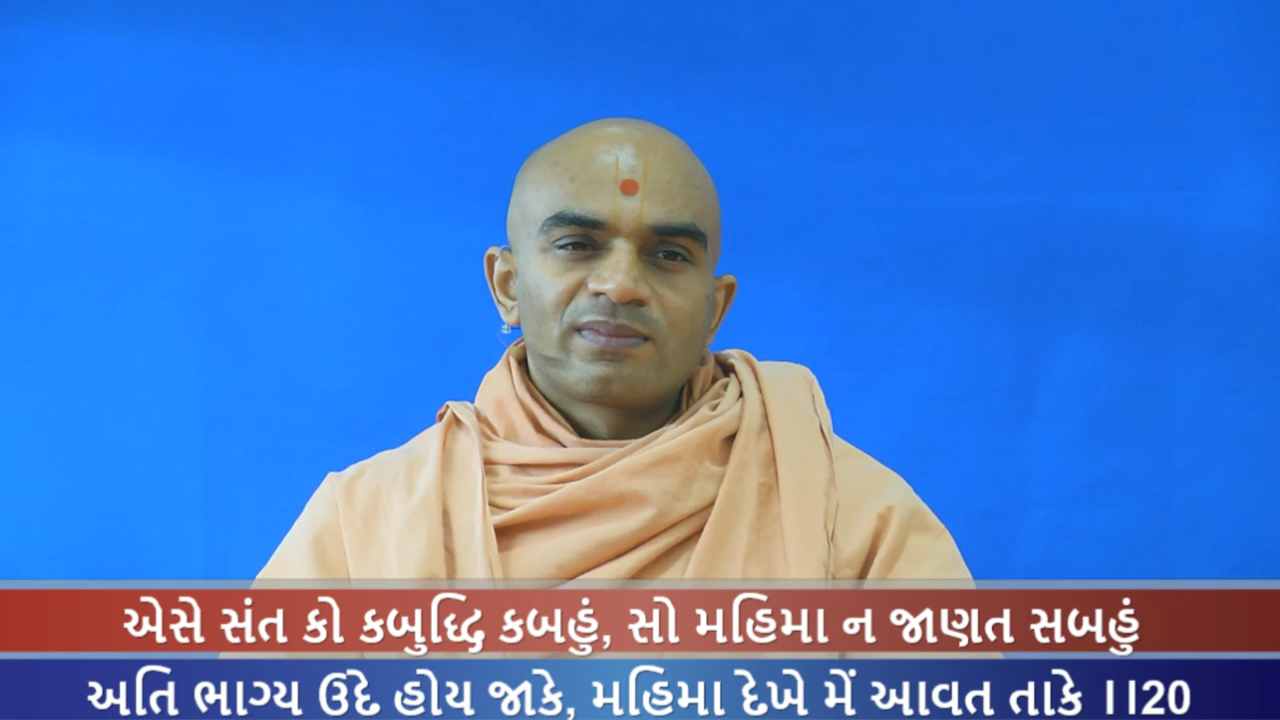 એસે સંત કો કબુદ્ધિ કબહું, સો મહિમા ન જાણત સબહું
અતિ ભાગ્ય ઉદે હોય જાકે, મહિમા દેખે મેં આવત તાકે ।।20